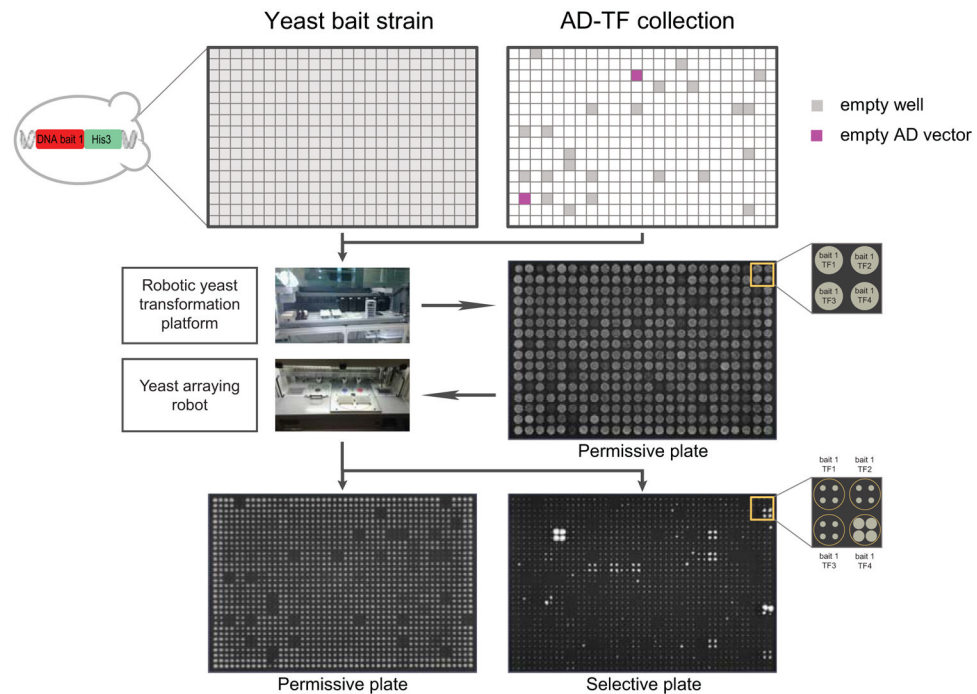 Yeast bait strain
AD-TF collection
DNA bait 1
His3
empty well
empty AD vector
Robotic yeast
transformation
platform
bait 1
TF1
bait 1
TF2
bait 1
TF3
bait 1
TF4
Yeast arraying
robot
Permissive plate
bait 1
TF1
bait 1
TF2
bait 1
TF3
bait 1
TF4
Permissive plate
Selective plate